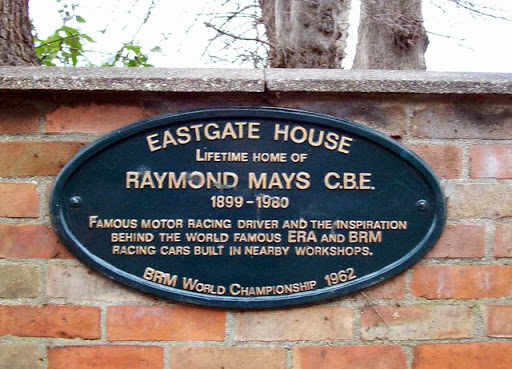 EASTGATE HOUSE
LIFETIME HOME OF
RAYMOND MAYS C.B.E.
1899 - 1980
FAMOUS MOTOR RACING DRIVER AND THE INSPIRATION
BEHIND THE WORLD FAMOUS ERA AND BRM
RACING CARS BUILT IN NEARBY WORKSHOPS.
BRM WORLD CHAMPIONSHIP 1962